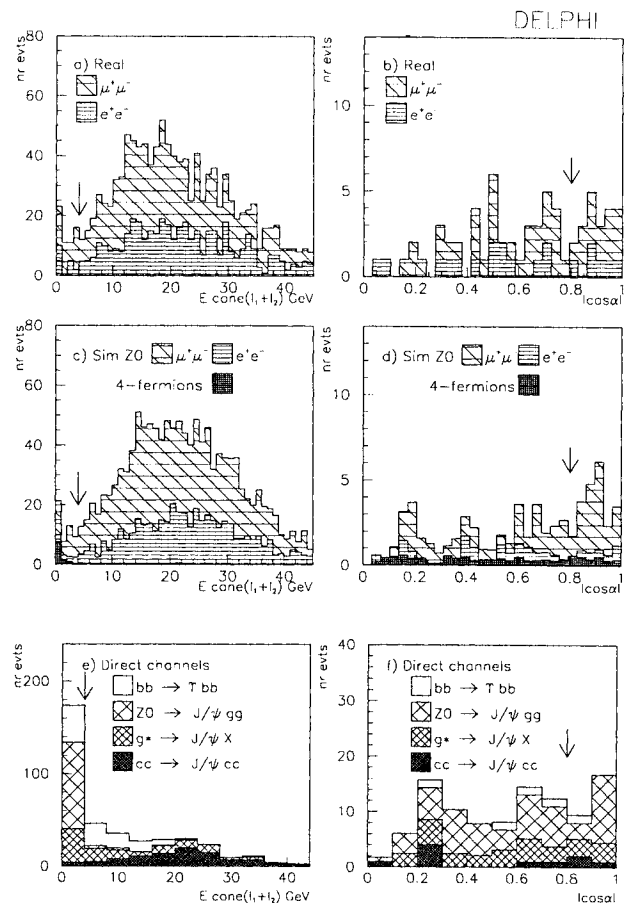 DELPHI
nr evts
80
60
40
20
0
a) Real
μ⁺μ⁻
e⁺e⁻
0 10 20 30 40
E cone(l₁+l₂) GeV
nr evts
10
5
0
b) Real
μ⁺μ⁻
e⁺e⁻
0 0.2 0.4 0.6 0.8 1
|cosα|
nr evts
80
60
40
20
0
c) Sim Z0 μ⁺μ⁻ e⁺e⁻
4-fermions
0 10 20 30 40
E cone(l₁+l₂) GeV
nr evts
10
5
0
d) Sim Z0 μ⁺μ e⁺e⁻
4-fermions
0 0.2 0.4 0.6 0.8 1
|cosα|
nr evts
200
100
0
e) Direct channels
bb → ϒ bb
Z0 → J/ψ gg
g* → J/ψ X
cc → J/ψ cc
0 10 20 30 40
E cone(l₁+l₂) GeV
nr evts
40
30
20
10
0
f) Direct channels
bb → ϒ bb
Z0 → J/ψ gg
g* → J/ψ X
cc → J/ψ cc
0 0.2 0.4 0.6 0.8 1
|cosα|